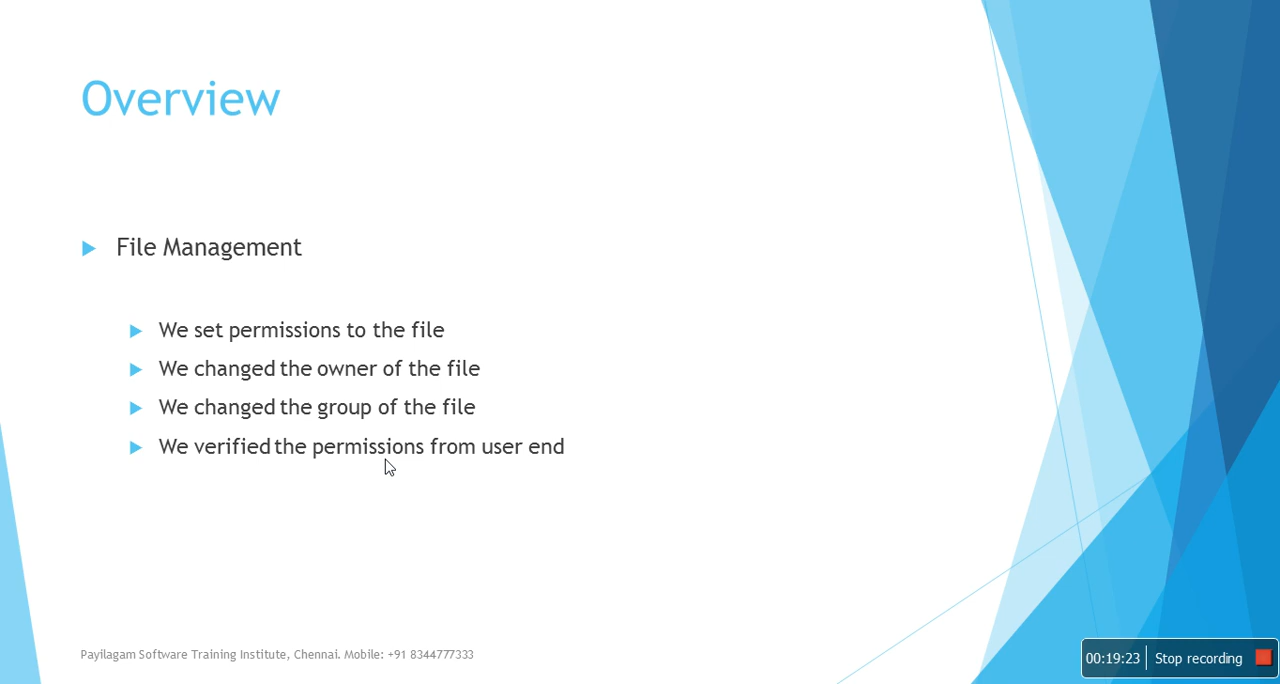 Overview
File Management
We set permissions to the file
We changed the owner of the file
We changed the group of the file
We verified the permissions from user end
Payilagam Software Training Institute, Chennai. Mobile: +91 8344777333
00:19:23 Stop recording